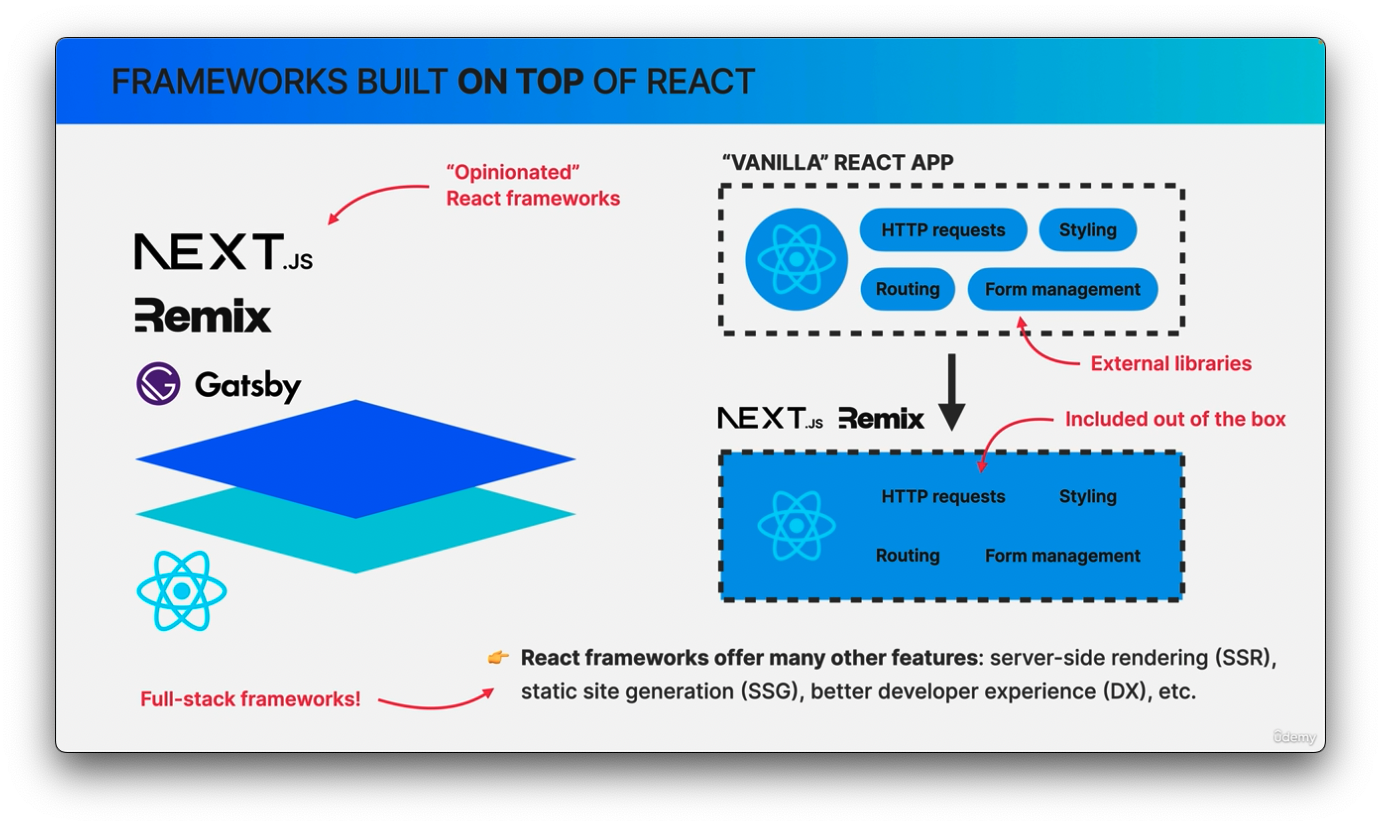 FRAMEWORKS BUILT ON TOP OF REACT
“Opinionated”
React frameworks
NEXT.JS
Remix
Gatsby
“VANILLA” REACT APP
HTTP requests
Styling
Routing
Form management
External libraries
NEXT.JS Remix
Included out of the box
HTTP requests
Styling
Routing
Form management
👉 React frameworks offer many other features: server-side rendering (SSR),
static site generation (SSG), better developer experience (DX), etc.
Full-stack frameworks!
ûdemy